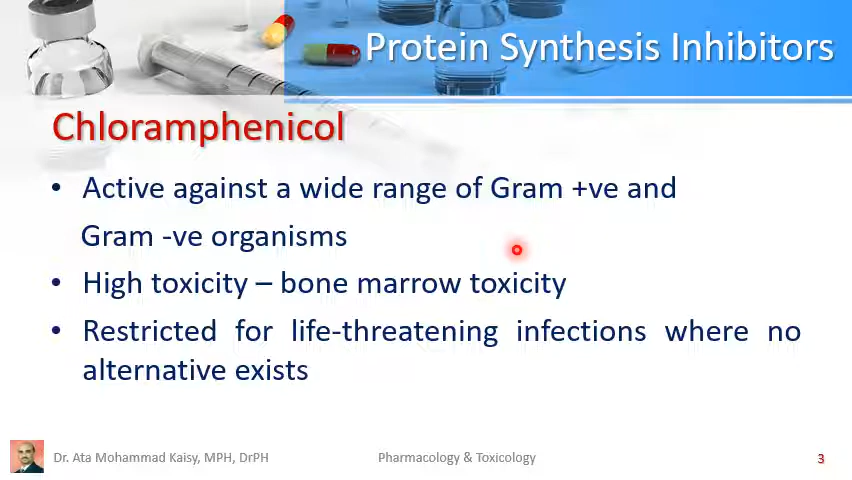 Protein Synthesis Inhibitors
Chloramphenicol
• Active against a wide range of Gram +ve and
Gram -ve organisms
• High toxicity – bone marrow toxicity
• Restricted for life-threatening infections where no
alternative exists
Dr. Ata Mohammad Kaisy, MPH, DrPH
Pharmacology & Toxicology
3